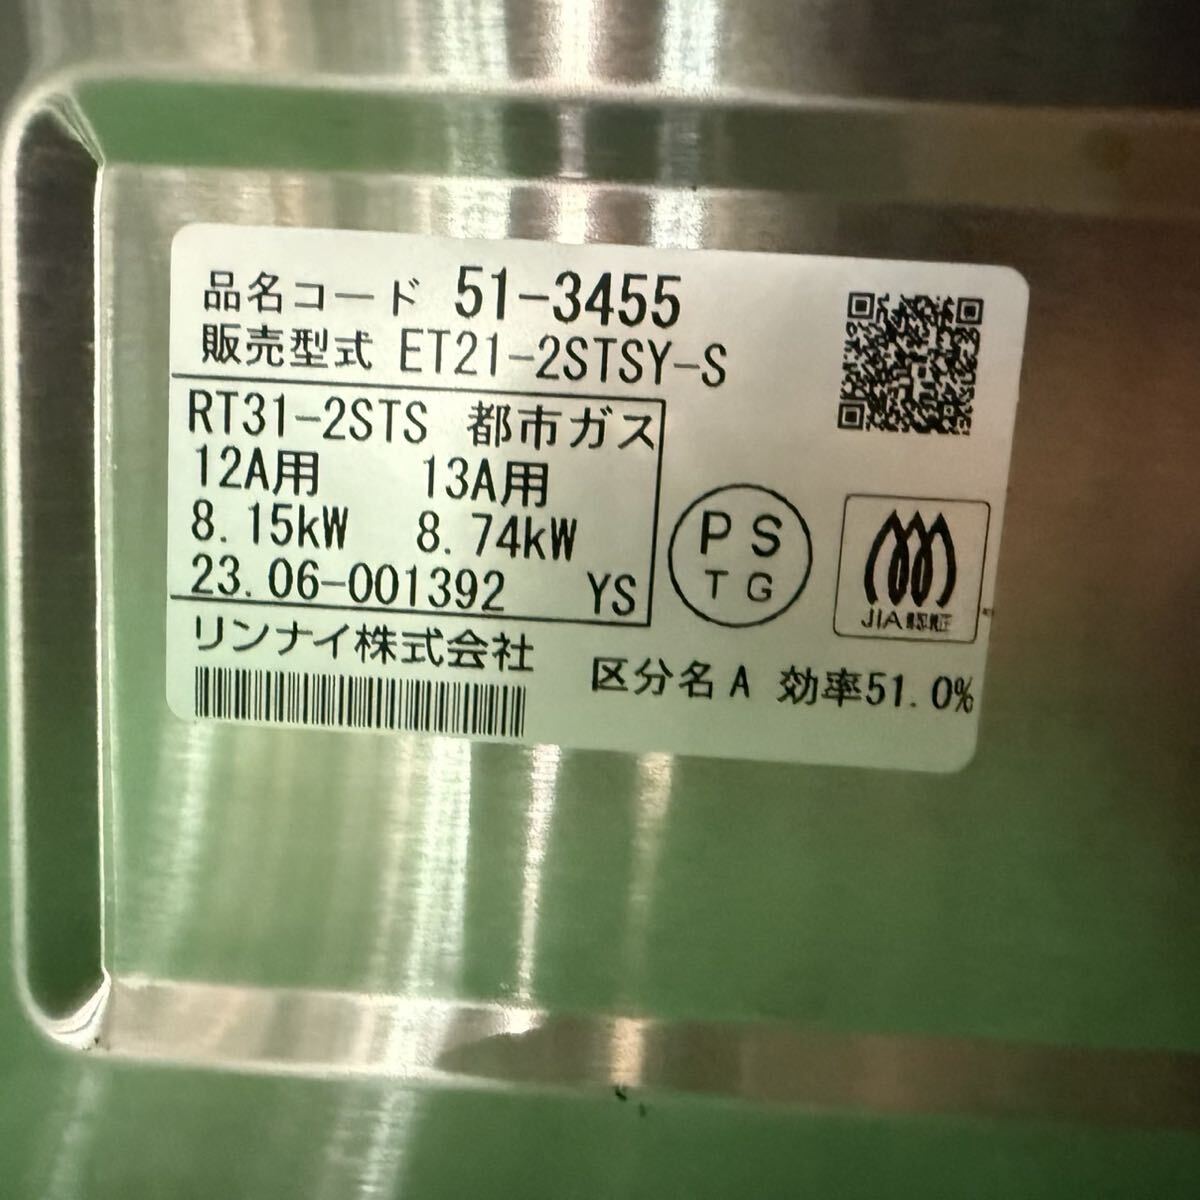 品名コード 51-3455
販売型式 ET21-2STSY-S
RT31-2STS 都市ガス
12A用 13A用
8.15kW 8.74kW
23.06-001392 YS
リンナイ株式会社
PS
TG
JIA認証
区分名A 効率51.0%